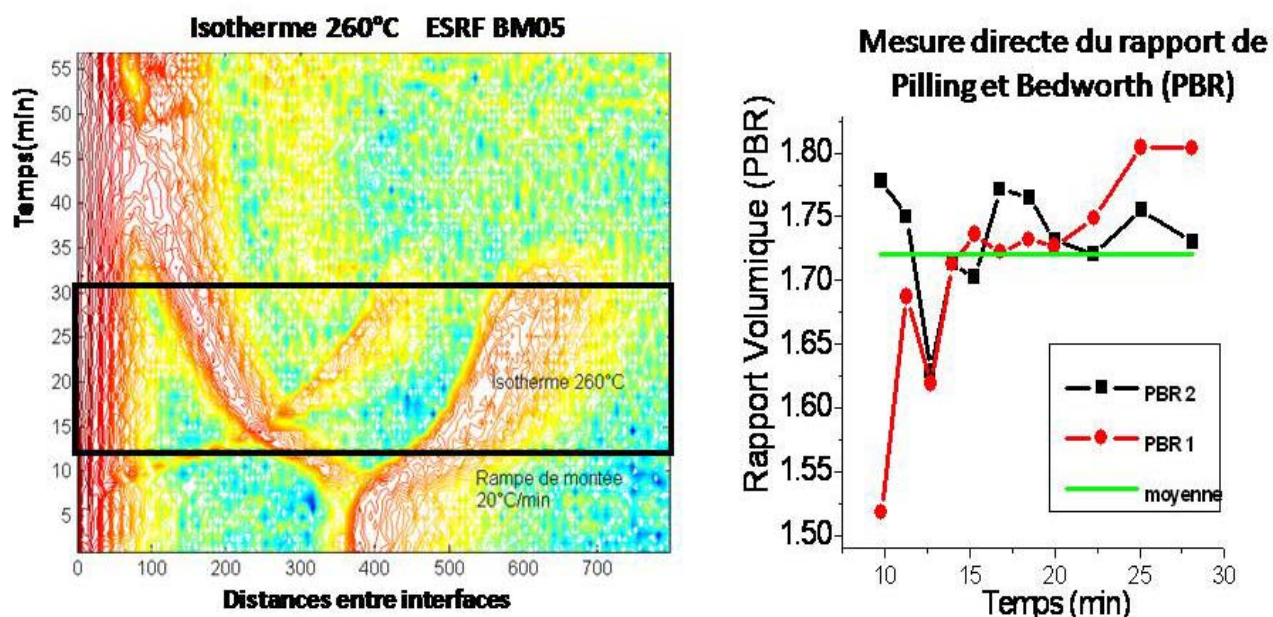 Isotherme 260°C ESRF BM05
Temps(min)
55
50
45
40
35
30
25
20
15
10
5
Isotherme 260°C
Rampe de montée
20°C/min
0 100 200 300 400 500 600 700
Distances entre interfaces
Mesure directe du rapport de
Pilling et Bedworth (PBR)
Rapport Volumique (PBR)
1.80
1.75
1.70
1.65
1.60
1.55
1.50
PBR 2
PBR 1
moyenne
10 15 20 25 30
Temps (min)